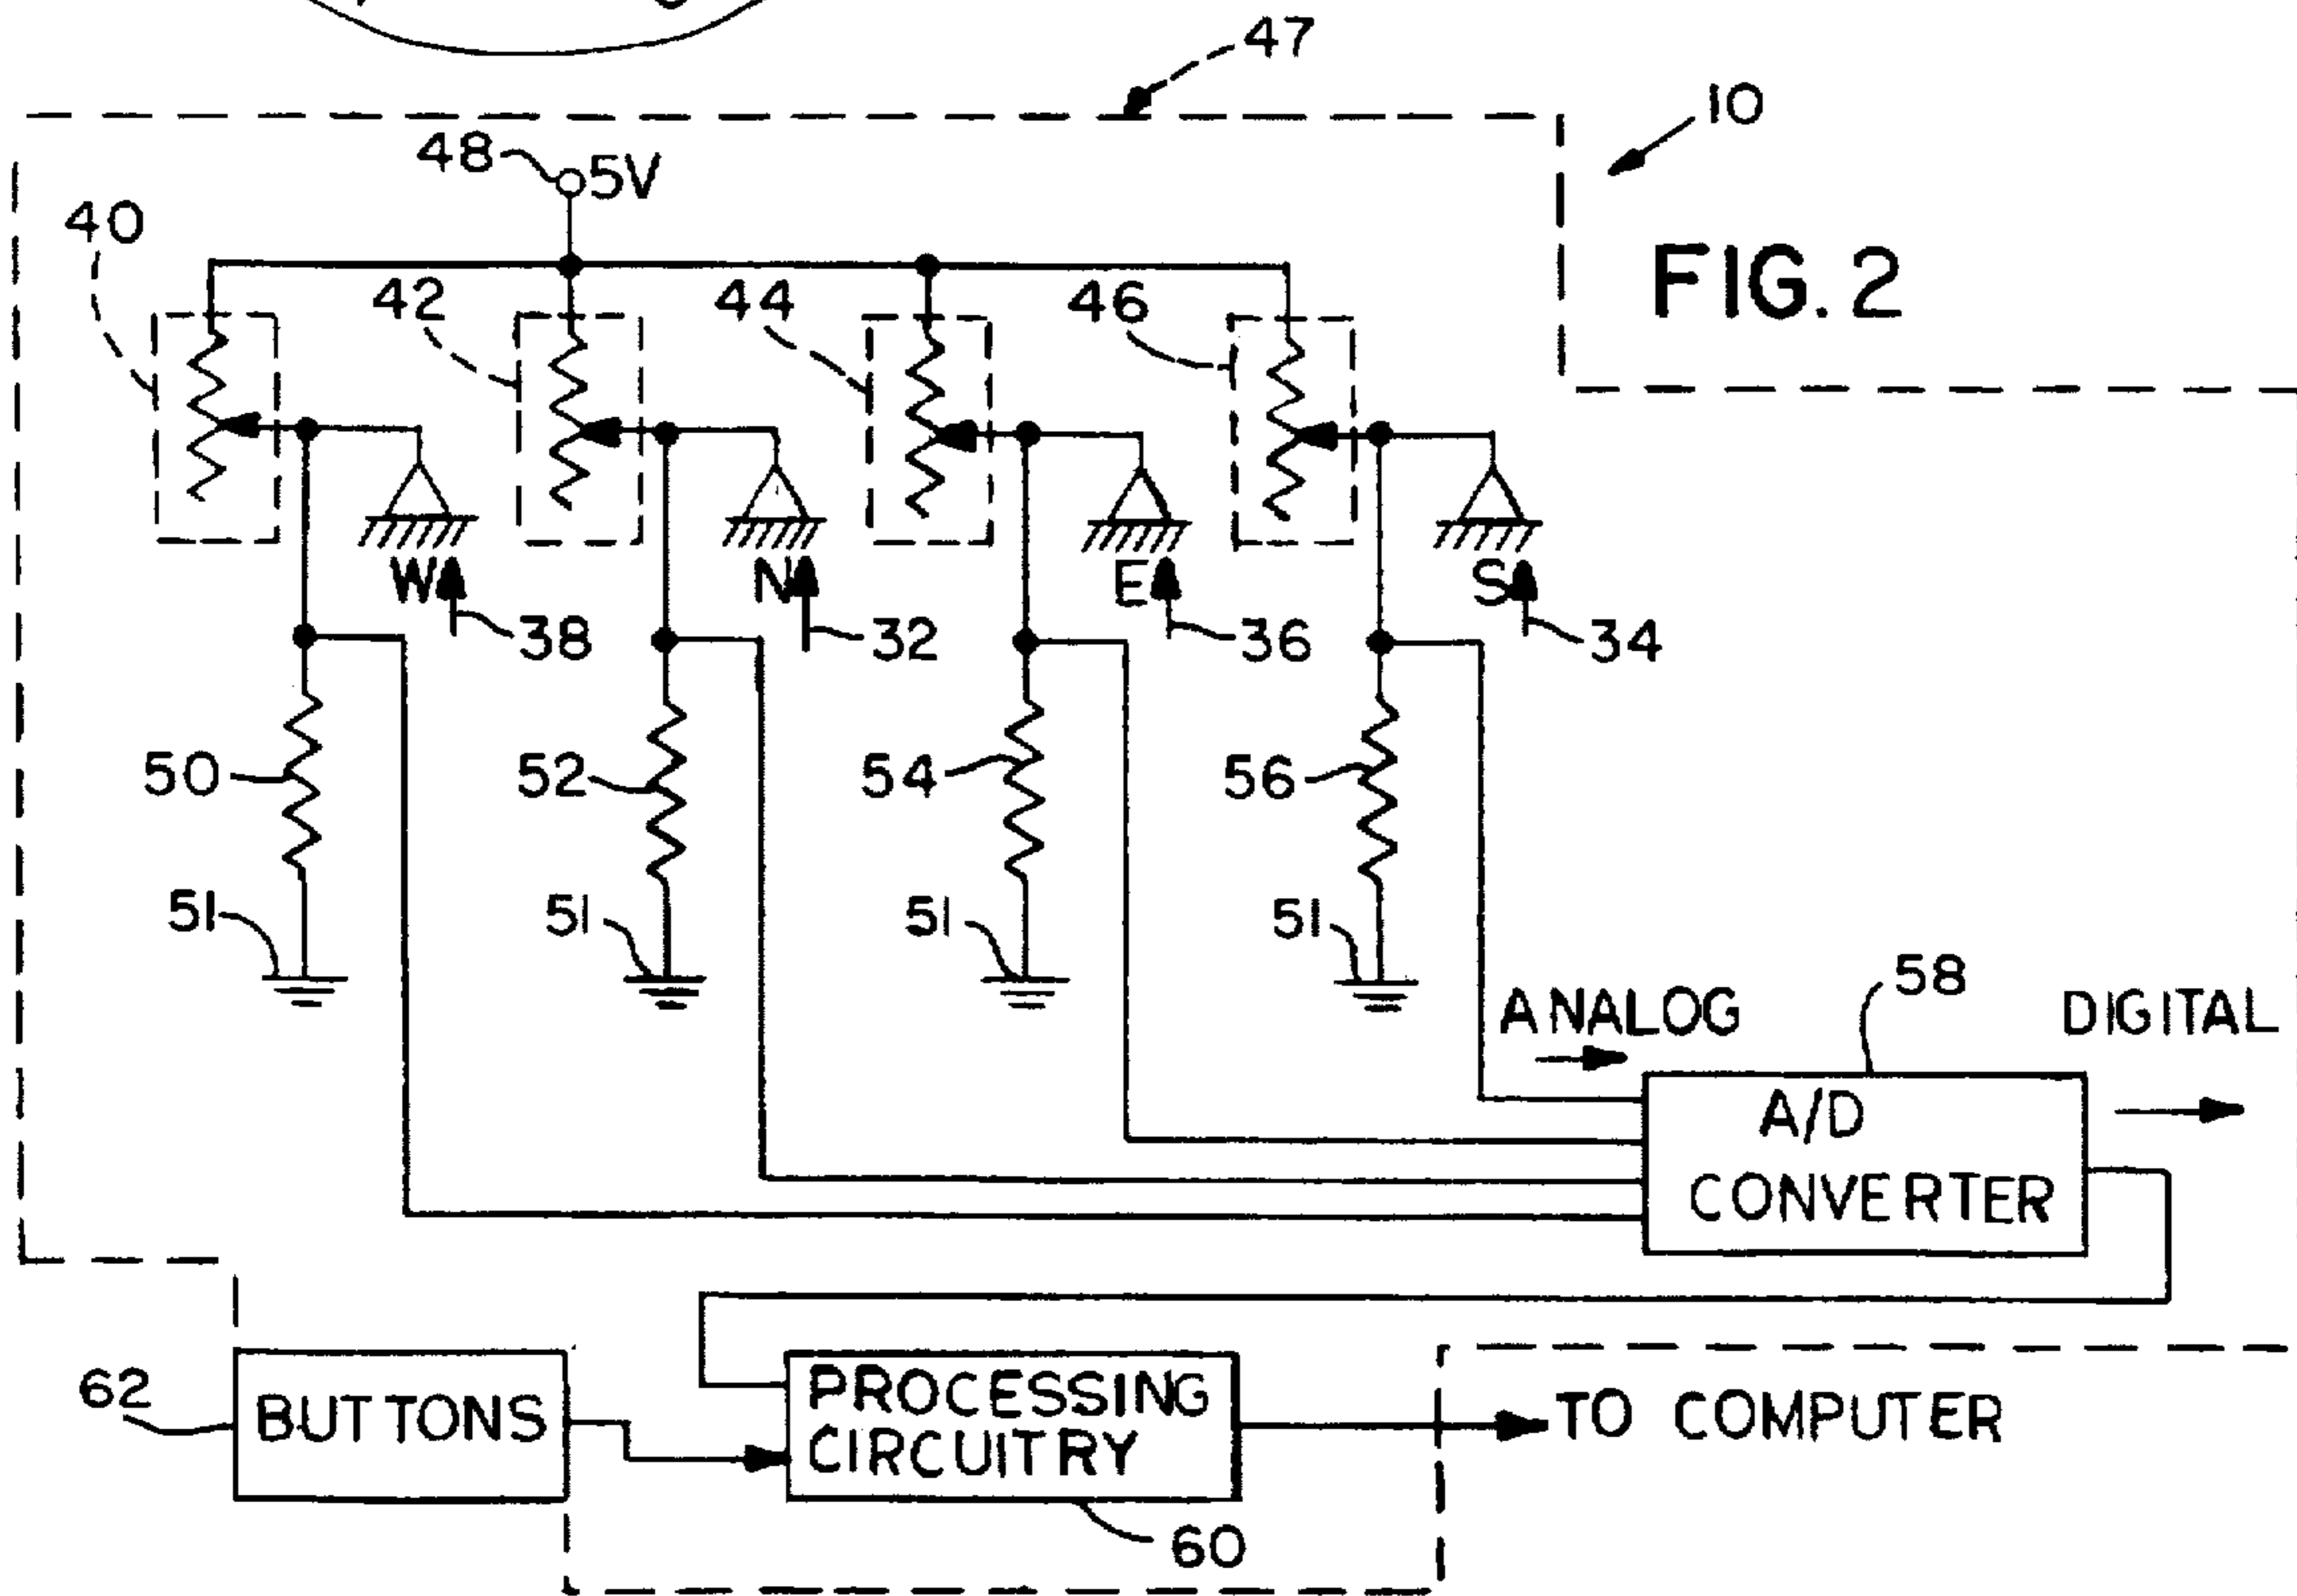 47
10
48 5V
40
FIG. 2
42 44 46
W N E S
38 32 36 34
50 52 54 56
51 51 51 51
58
ANALOG DIGITAL
A/D
CONVERTER
62
BUTTONS
PROCESSING
CIRCUITRY
TO COMPUTER
60